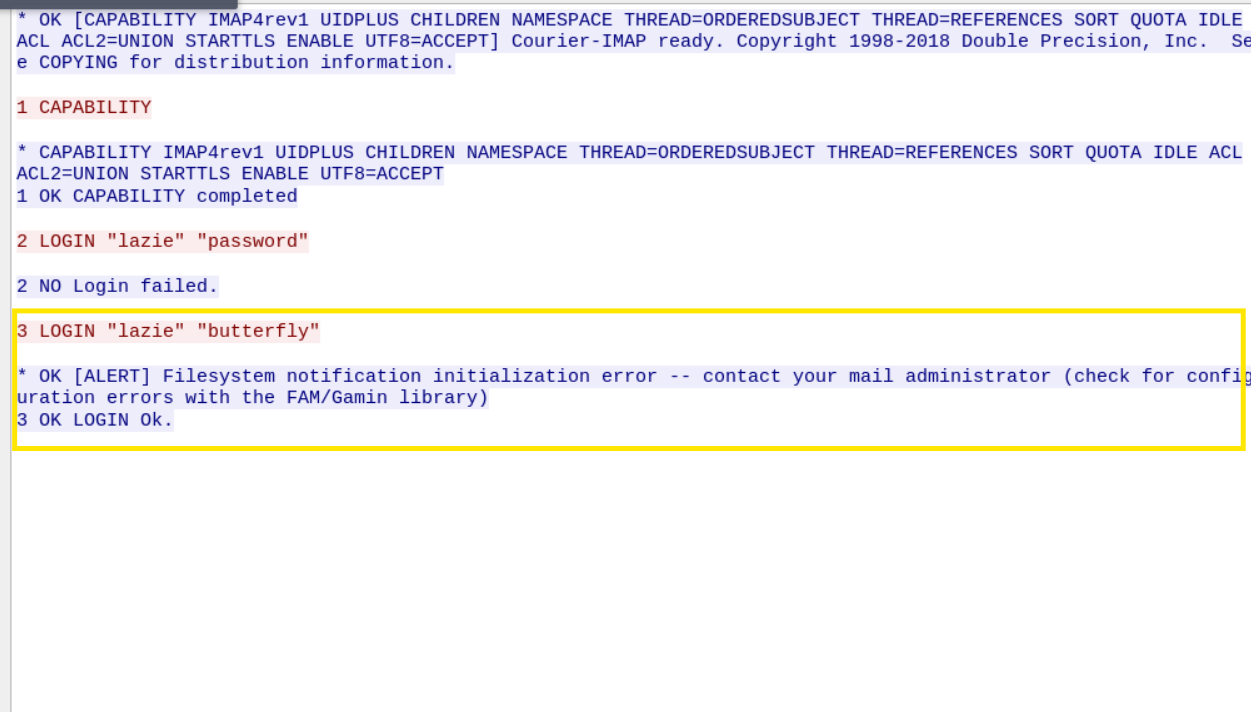 * OK [CAPABILITY IMAP4rev1 UIDPLUS CHILDREN NAMESPACE THREAD=ORDEREDSUBJECT THREAD=REFERENCES SORT QUOTA IDLE
ACL ACL2=UNION STARTTLS ENABLE UTF8=ACCEPT] Courier-IMAP ready. Copyright 1998-2018 Double Precision, Inc.  Se
e COPYING for distribution information.
1 CAPABILITY
* CAPABILITY IMAP4rev1 UIDPLUS CHILDREN NAMESPACE THREAD=ORDEREDSUBJECT THREAD=REFERENCES SORT QUOTA IDLE ACL
ACL2=UNION STARTTLS ENABLE UTF8=ACCEPT
1 OK CAPABILITY completed
2 LOGIN "lazie" "password"
2 NO Login failed.
3 LOGIN "lazie" "butterfly"
* OK [ALERT] Filesystem notification initialization error -- contact your mail administrator (check for config
uration errors with the FAM/Gamin library)
3 OK LOGIN Ok.